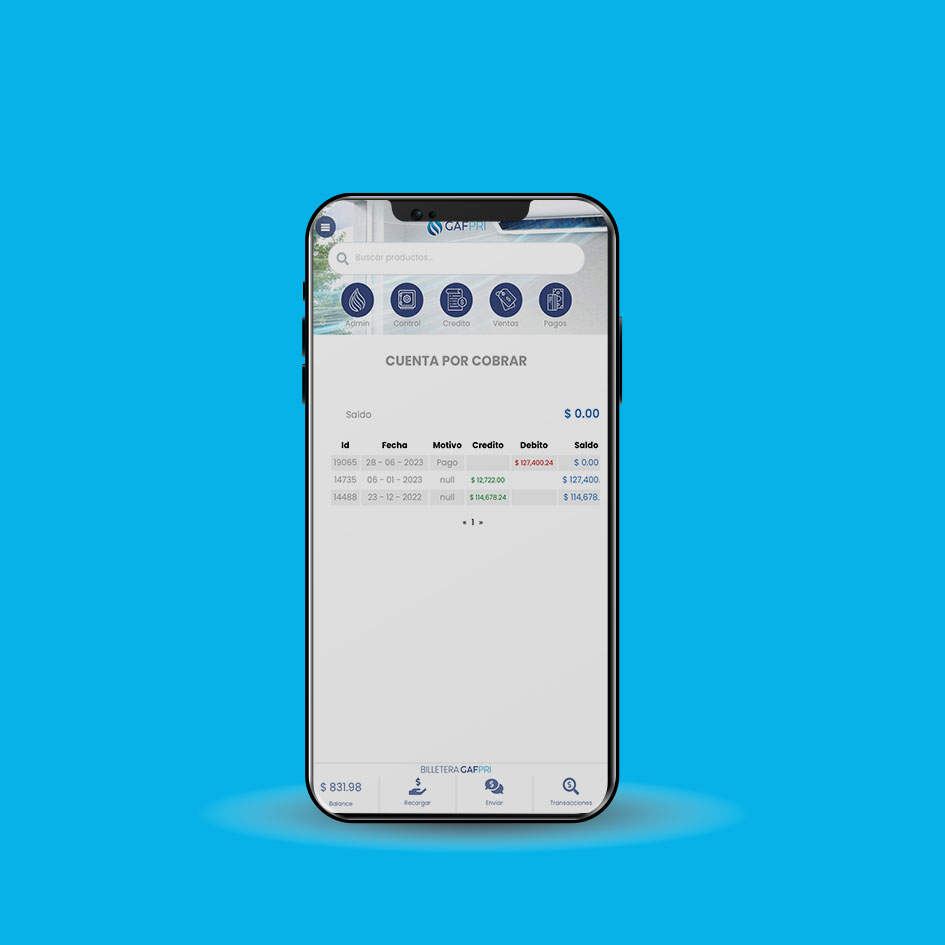 GAFPRI
Buscar productos...
Admin Control Credito Ventas Pagos
CUENTA POR COBRAR
Saldo $ 0.00
Id Fecha Motivo Credito Debito Saldo
19065 28 - 06 - 2023 Pago $ 127,400.24 $ 0.00
14735 06 - 01 - 2023 null $ 12,722.00 $ 127,400.
14488 23 - 12 - 2022 null $ 114,678.24 $ 114,678.
« 1 »
BILLETERA GAFPRI
$ 831.98
Balance Recargar Enviar Transacciones